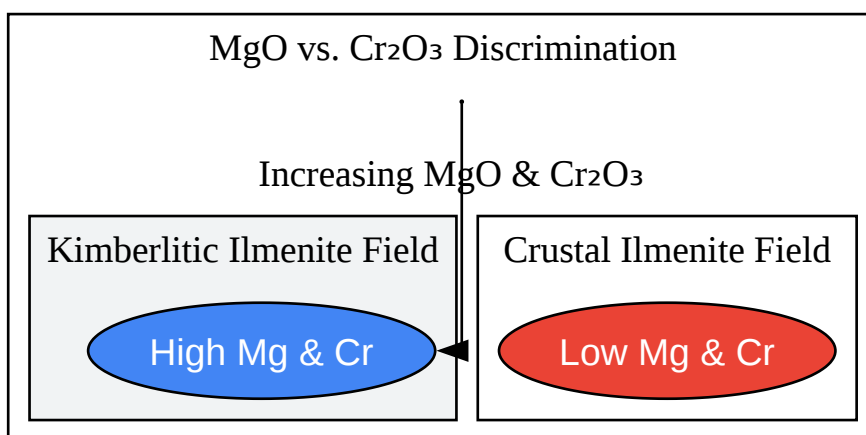 MgO vs. Cr₂O₃ Discrimination
Increasing MgO & Cr₂O₃
Kimberlitic Ilmenite Field
Crustal Ilmenite Field
High Mg & Cr
Low Mg & Cr